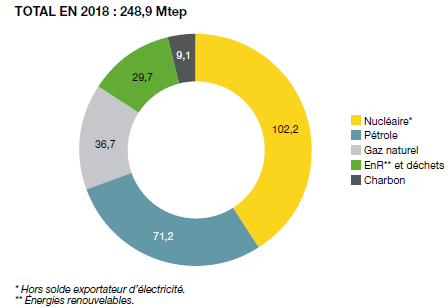 TOTAL EN 2018 : 248,9 Mtep
9,1
29,7
36,7
102,2
71,2
Nucléaire*
Pétrole
Gaz naturel
EnR** et déchets
Charbon
* Hors solde exportateur d'électricité.
** Énergies renouvelables.